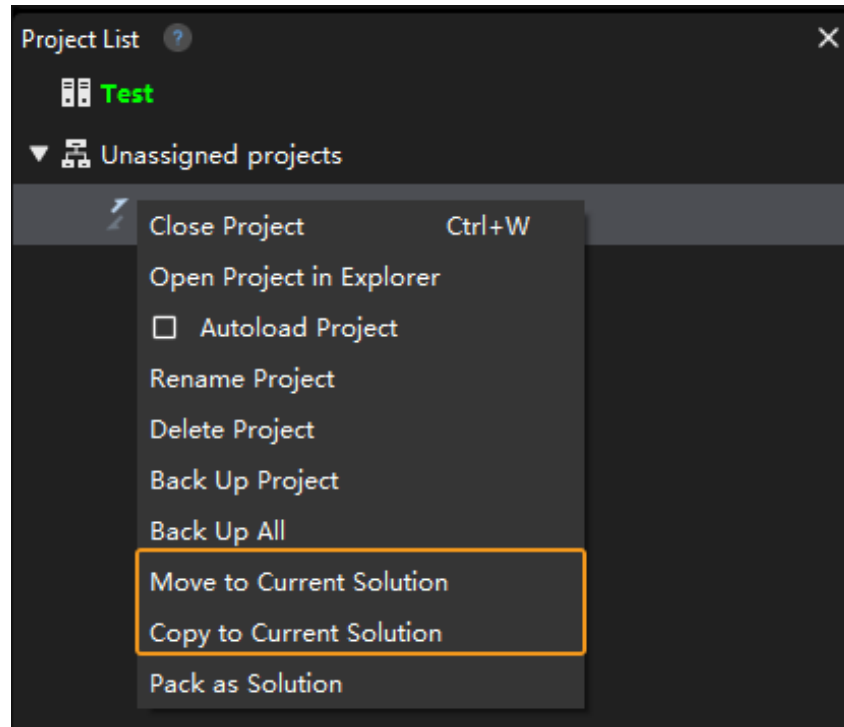 Project List ?
Test
Unassigned projects
Close Project Ctrl+W
Open Project in Explorer
Autoload Project
Rename Project
Delete Project
Back Up Project
Back Up All
Move to Current Solution
Copy to Current Solution
Pack as Solution